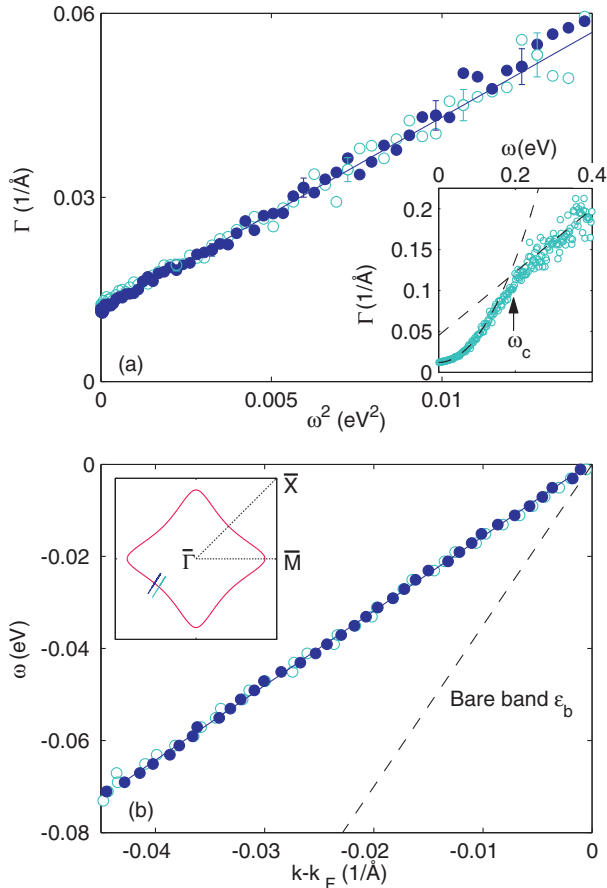 0.06
0.03
0
Γ (1/Å)
(a)
0
0.005
0.01
ω² (eV²)
ω(eV)
0
0.2
0.4
0.2
0.15
0.1
0.05
0
Γ(1/Å)
ω_c
0
-0.02
-0.04
-0.06
-0.08
ω (eV)
X̅
Γ̅
M̅
Bare band ε_b
(b)
-0.04
-0.03
-0.02
-0.01
0
k-k_F (1/Å)